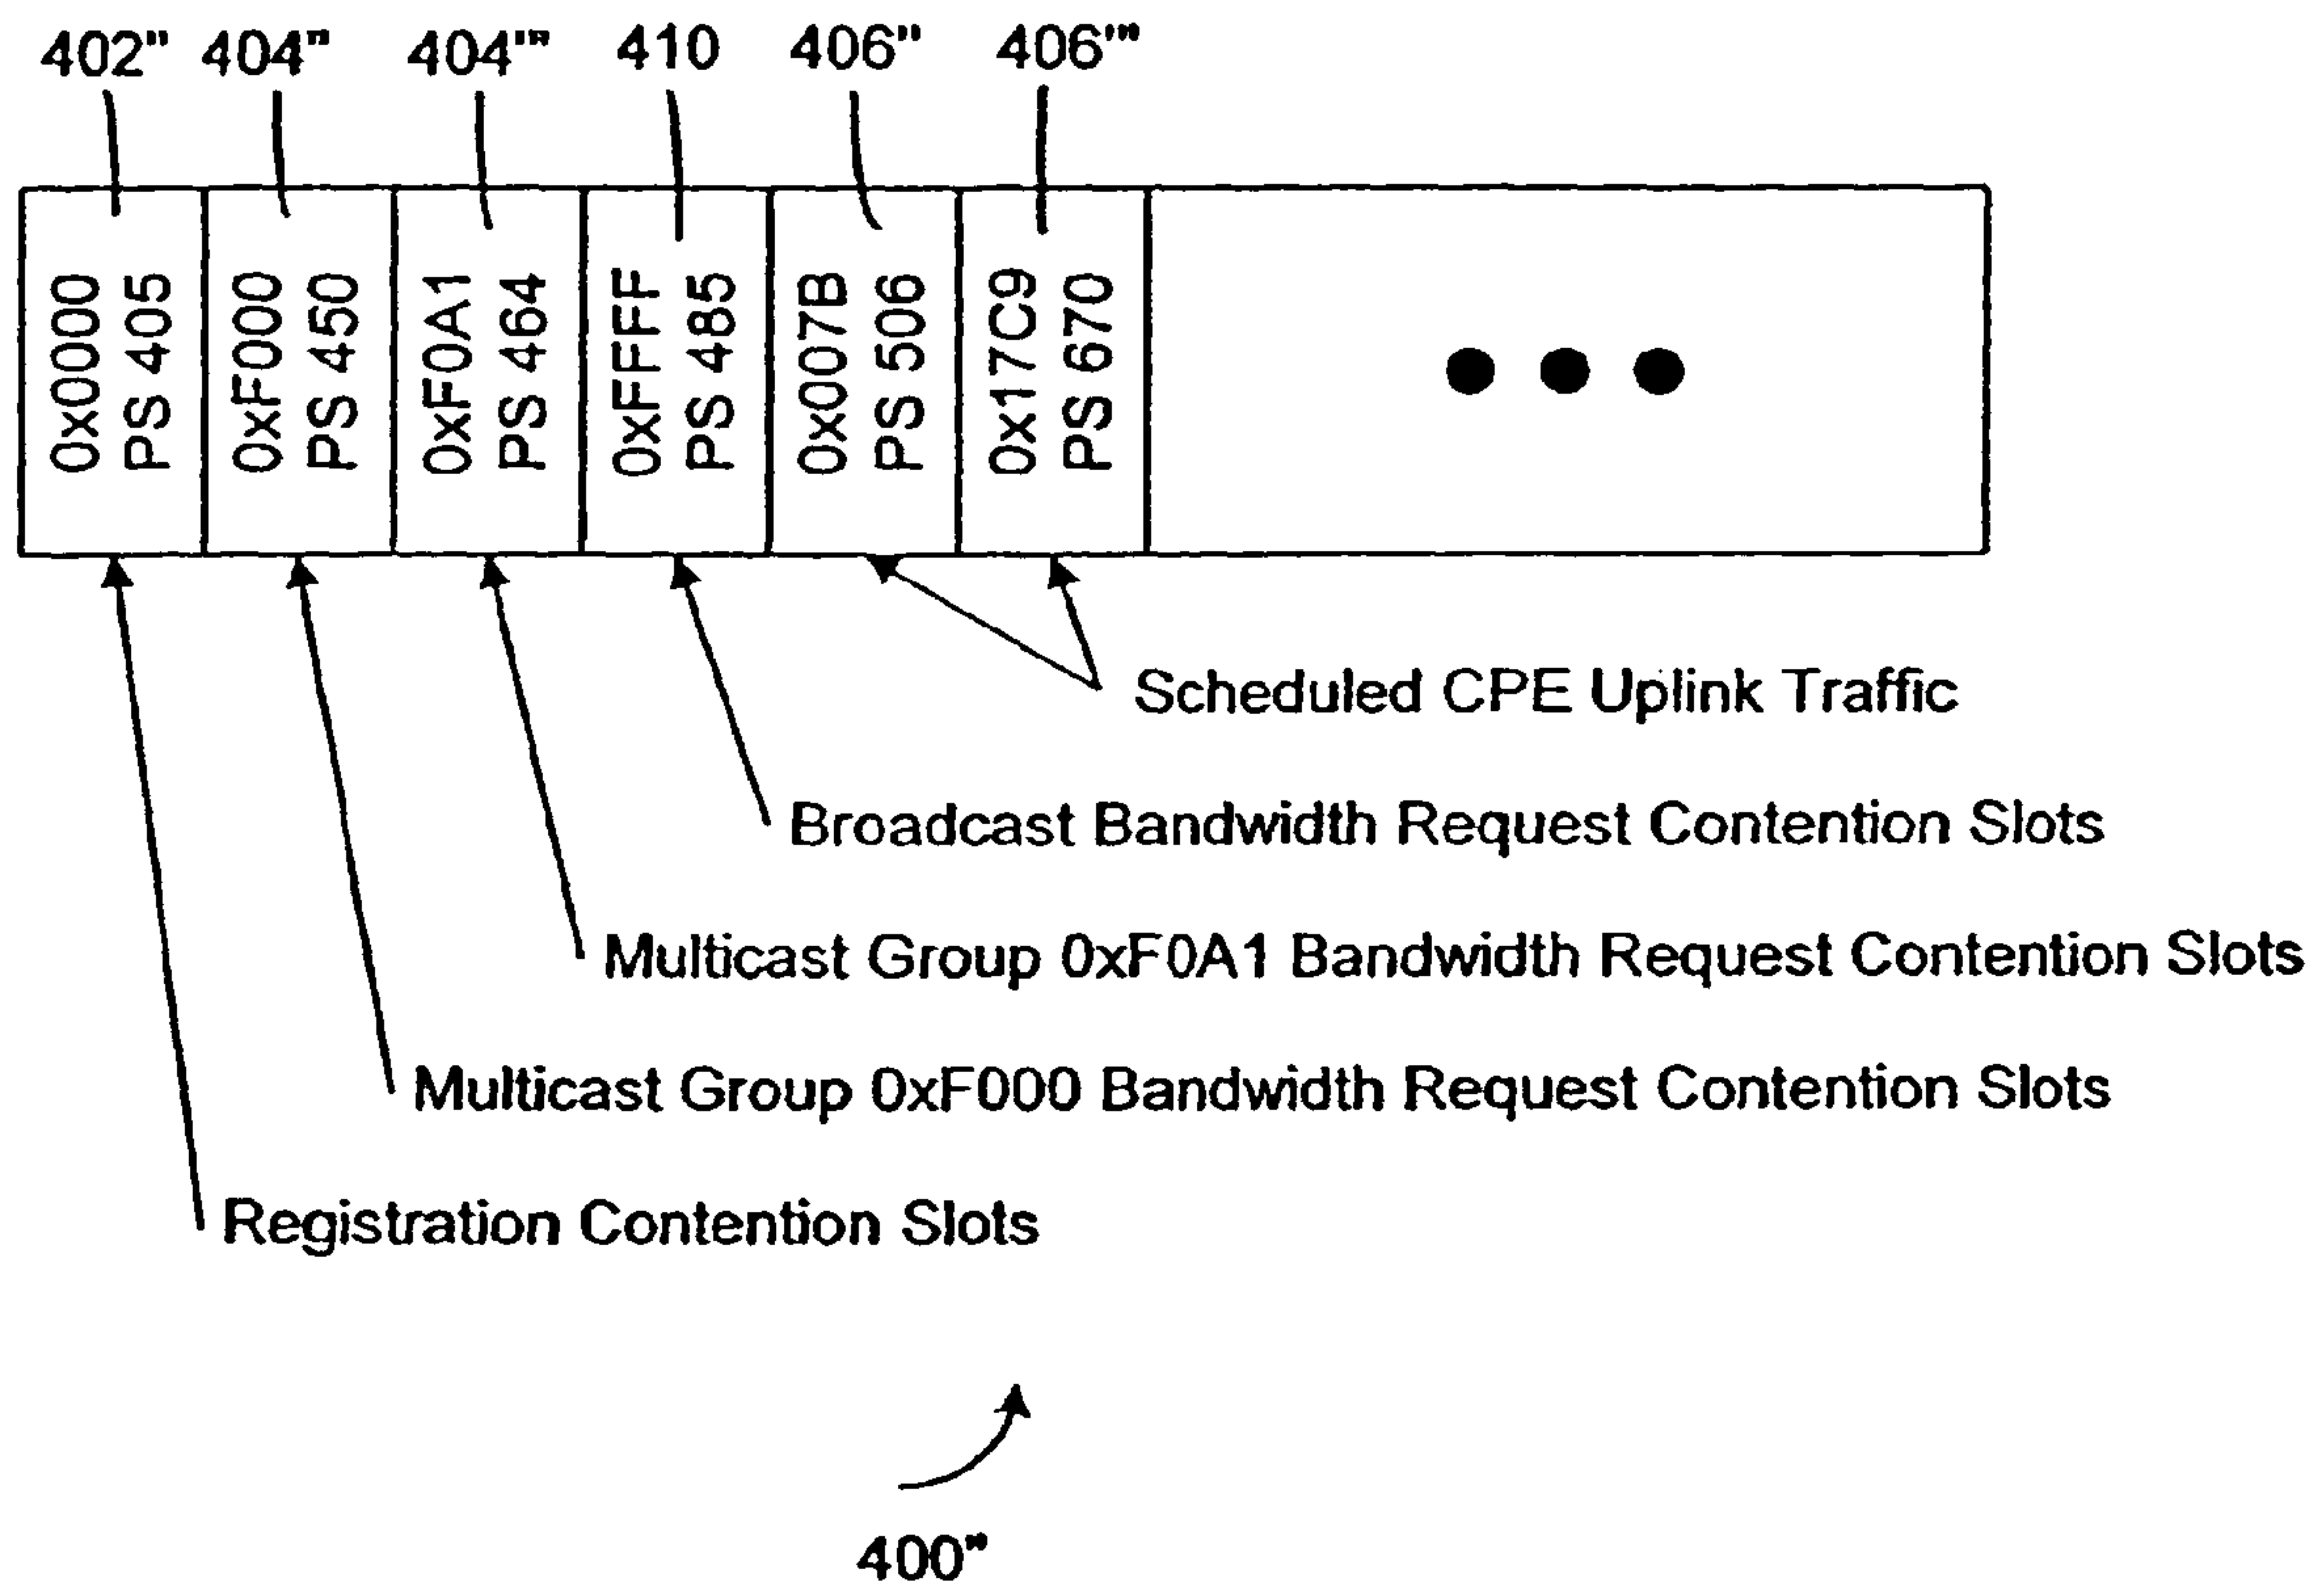 402" 404" 404'" 410 406" 406'"
0x0000
PS 405
0xF000
PS 450
0xF0A1
PS 464
0xFFFF
PS 485
0x007B
PS 506
0x17C9
PS 670
Scheduled CPE Uplink Traffic
Broadcast Bandwidth Request Contention Slots
Multicast Group 0xF0A1 Bandwidth Request Contention Slots
Multicast Group 0xF000 Bandwidth Request Contention Slots
Registration Contention Slots
400"